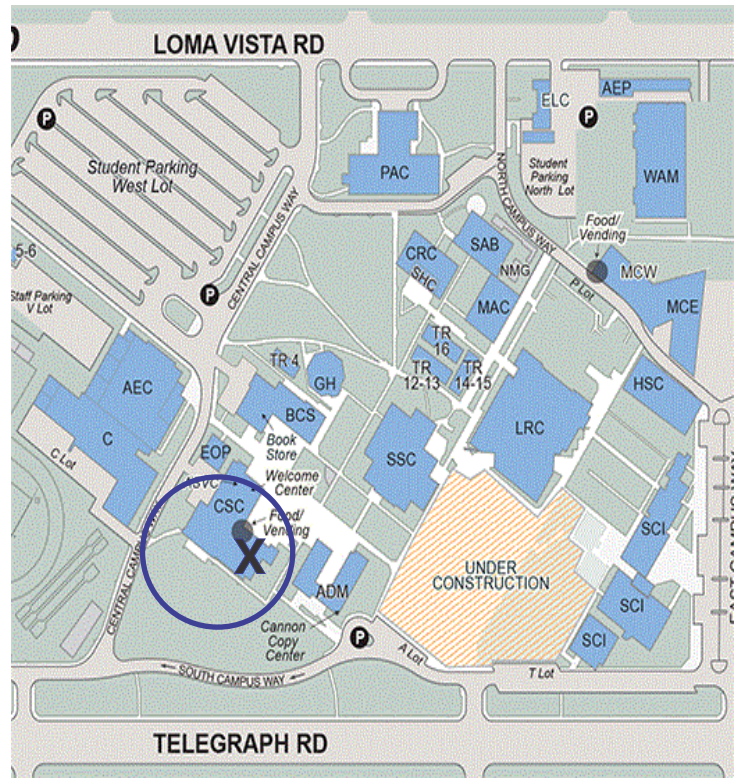 LOMA VISTA RD
AEP
ELC
P
P
Student Parking
West Lot
PAC
Student
Parking
North Lot
WAM
NORTH CAMPUS WAY
Food/
Vending
CENTRAL CAMPUS WAY
SAB
CRC
SHC
NMG
MCW
5-6
P
MAC
P Lot
MCE
Staff Parking
V Lot
TR
16
TR 4
TR
12-13
TR
14-15
GH
HSC
AEC
BCS
LRC
C
Book
Store
SSC
EOP
C Lot
Welcome
Center
ASVC
CSC
Food/
Vending
SCI
X
UNDER
CONSTRUCTION
EAST CAMPUS WAY
CENTRAL CAMPUS WAY
ADM
SCI
Cannon
Copy
Center
P
SCI
A Lot
T Lot
SOUTH CAMPUS WAY
TELEGRAPH RD